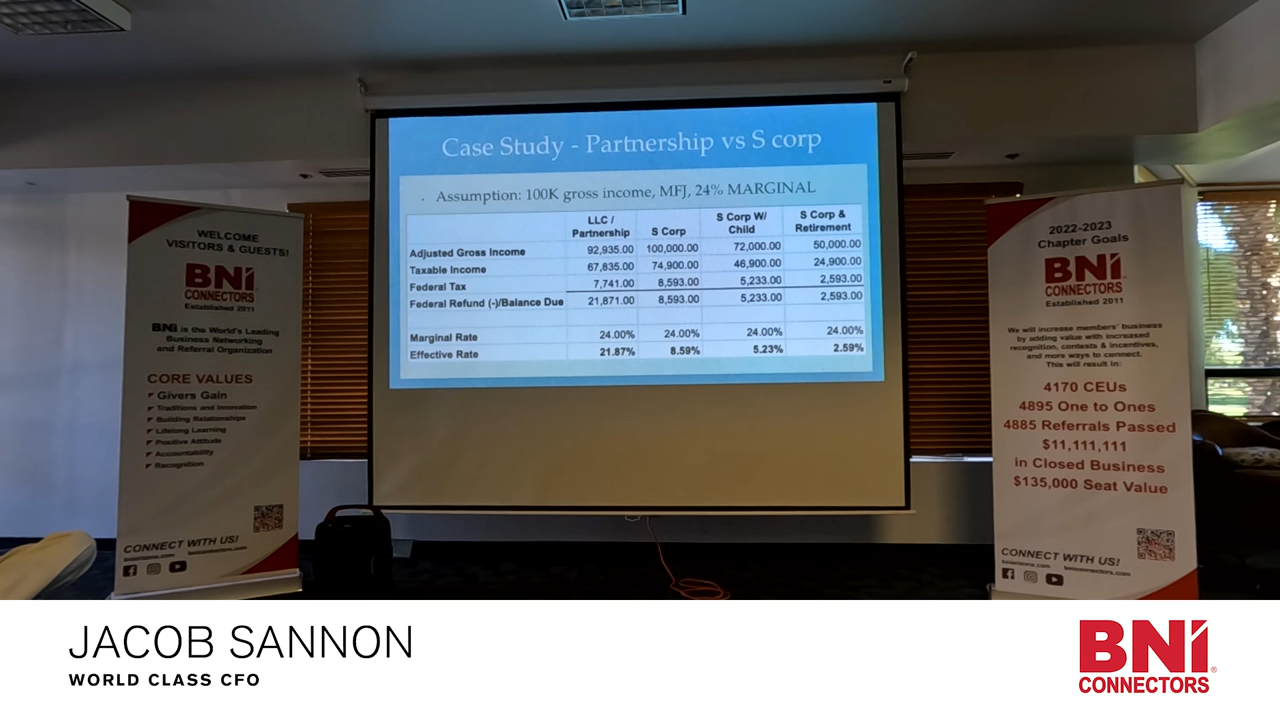 Case Study - Partnership vs S corp
. Assumption: 100K gross income, MFJ, 24% MARGINAL
LLC / Partnership S Corp S Corp W/ Child S Corp & Retirement
Adjusted Gross Income 92,935.00 100,000.00 72,000.00 50,000.00
Taxable Income 67,835.00 74,900.00 46,900.00 24,900.00
Federal Tax 7,741.00 8,593.00 5,233.00 2,593.00
Federal Refund (-)/Balance Due 21,871.00 8,593.00 5,233.00 2,593.00
Marginal Rate 24.00% 24.00% 24.00% 24.00%
Effective Rate 21.87% 8.59% 5.23% 2.59%
WELCOME
VISITORS & GUESTS!
BNI
CONNECTORS
Established 2011
BNI is the World's Leading
Business Networking
and Referral Organization
CORE VALUES
Givers Gain
Traditions and Innovation
Building Relationships
Lifelong Learning
Positive Attitude
Accountability
Recognition
CONNECT WITH US!
bniconnectors.com
2022-2023
Chapter Goals
BNI
CONNECTORS
Established 2011
We will increase members' business
by adding value with increased
recognition, contests & incentives,
and more ways to connect.
This will result in:
4170 CEUs
4895 One to Ones
4885 Referrals Passed
$11,111,111
in Closed Business
$135,000 Seat Value
CONNECT WITH US!
bniconnectors.com
JACOB SANNON
WORLD CLASS CFO
BNI®
CONNECTORS